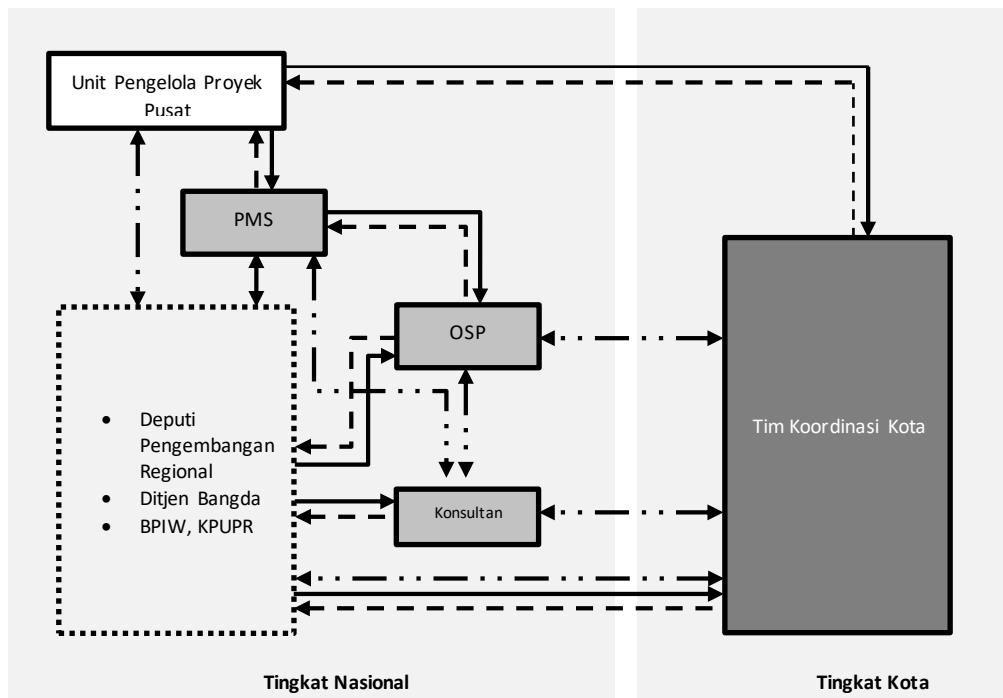 Unit Pengelola Proyek
Pusat
PMS
OSP
• Deputi
Pengembangan
Regional
• Ditjen Bangda
• BPIW, KPUPR
Konsultan
Tim Koordinasi Kota
Tingkat Nasional
Tingkat Kota